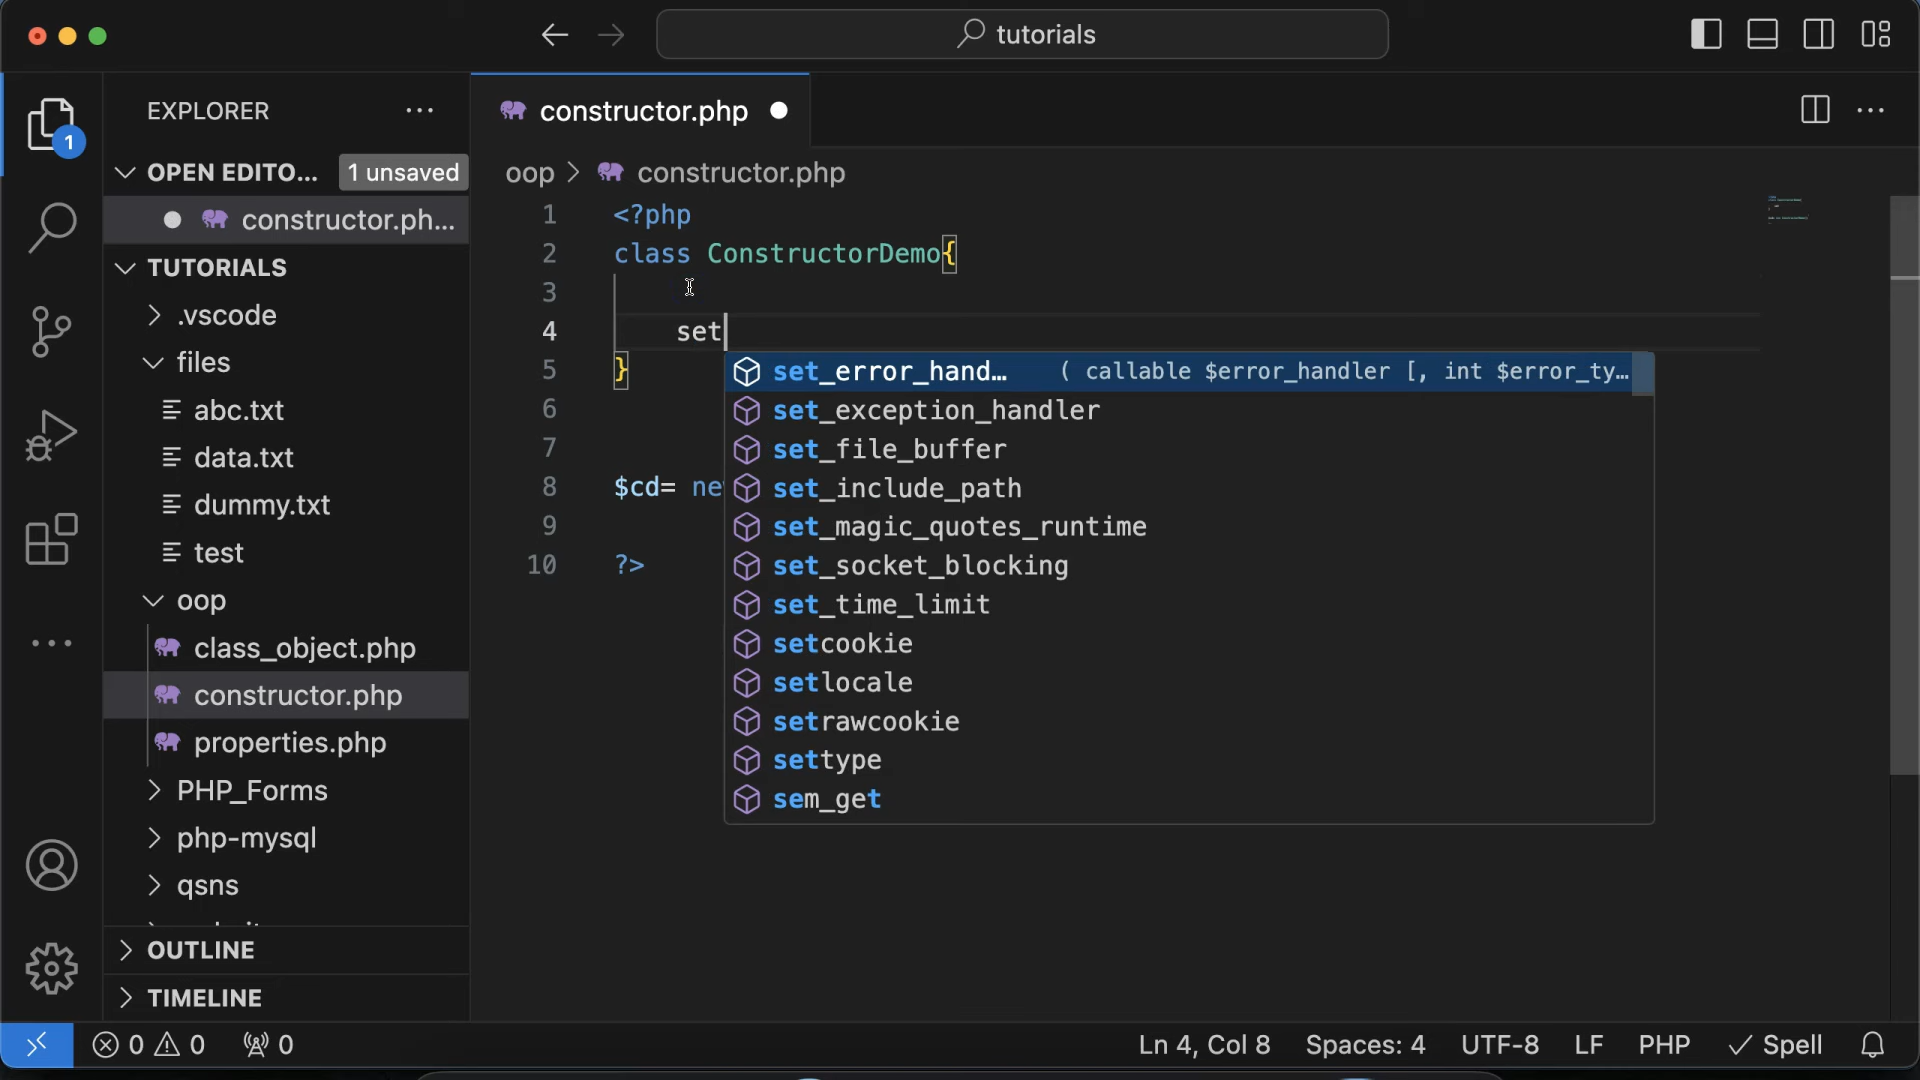 tutorials
EXPLORER
1
OPEN EDITO... 1 unsaved
constructor.ph...
TUTORIALS
.vscode
files
abc.txt
data.txt
dummy.txt
test
oop
class_object.php
constructor.php
properties.php
PHP_Forms
php-mysql
qsns
OUTLINE
TIMELINE
constructor.php
oop > constructor.php
1 <?php
2 class ConstructorDemo{
3
4 set
5 }
6
7
8 $cd= new
9
10 ?>
set_error_hand... ( callable $error_handler [, int $error_ty...
set_exception_handler
set_file_buffer
set_include_path
set_magic_quotes_runtime
set_socket_blocking
set_time_limit
setcookie
setlocale
setrawcookie
settype
sem_get
0 0 0 Ln 4, Col 8 Spaces: 4 UTF-8 LF PHP Spell